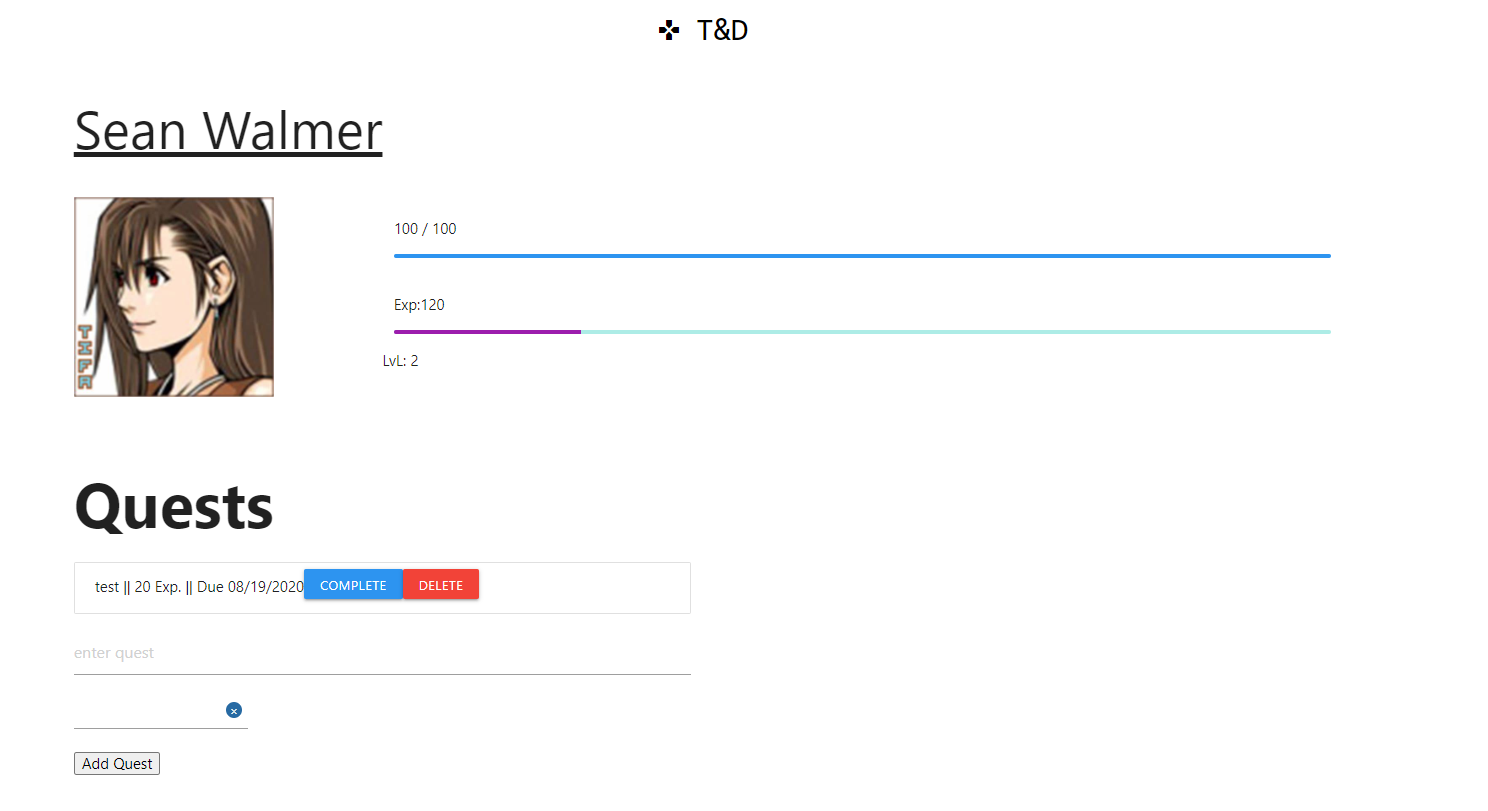 T&D
Sean Walmer
TIFA
100 / 100
Exp:120
LvL: 2
Quests
test || 20 Exp. || Due 08/19/2020 COMPLETE DELETE
enter quest
Add Quest